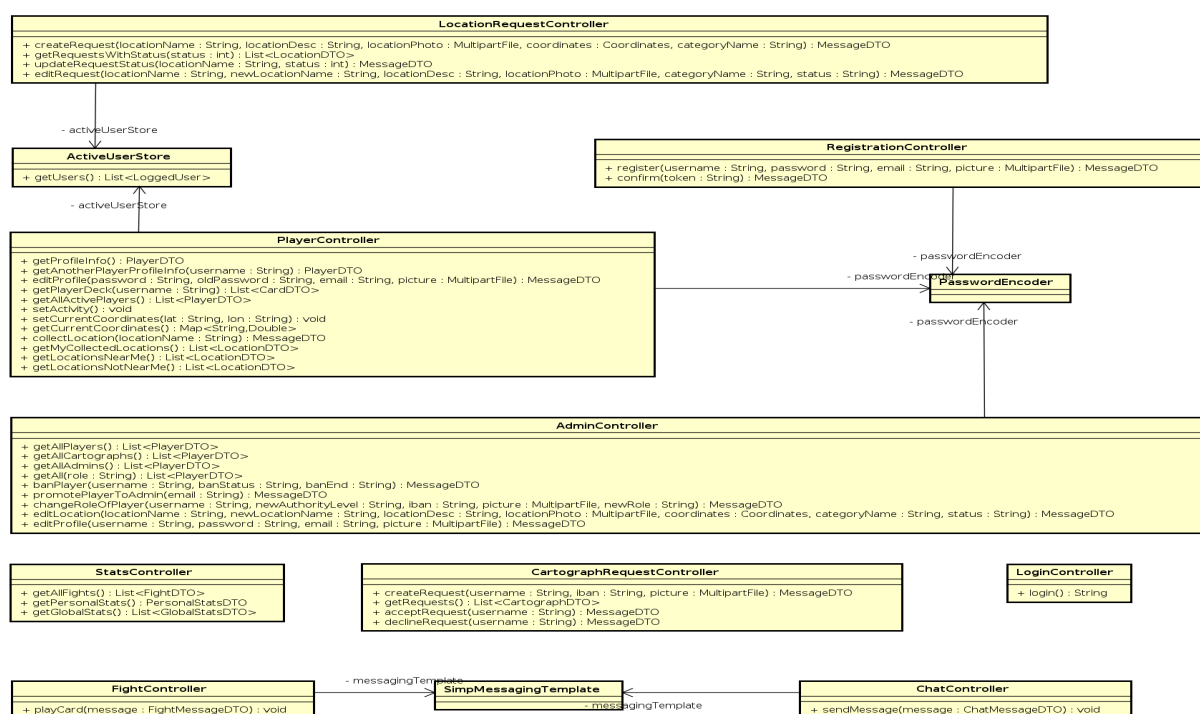 LocationRequestController
+ createRequest(locationName : String, locationDesc : String, locationPhoto : MultipartFile, coordinates : Coordinates, categoryName : String) : MessageDTO
+ getRequestsWithStatus(status : int) : List<LocationDTO>
+ updateRequestStatus(locationName : String, status : int) : MessageDTO
+ editRequest(locationName : String, newLocationName : String, locationDesc : String, locationPhoto : MultipartFile, categoryName : String, status : String) : MessageDTO
- activeUserStore
ActiveUserStore
+ getUsers() : List<LoggedUser>
- activeUserStore
RegistrationController
+ register(username : String, password : String, email : String, picture : MultipartFile) : MessageDTO
+ confirm(token : String) : MessageDTO
PlayerController
+ getProfileInfo() : PlayerDTO
+ getAnotherPlayerProfileInfo(username : String) : PlayerDTO
+ editProfile(password : String, oldPassword : String, email : String, picture : MultipartFile) : MessageDTO
+ getPlayerDeck(username : String) : List<CardDTO>
+ getAllActivePlayers() : List<PlayerDTO>
+ setActivity() : void
+ setCurrentCoordinates(lat : String, lon : String) : void
+ getCurrentCoordinates() : Map<String,Double>
+ collectLocation(locationName : String) : MessageDTO
+ getMyCollectedLocations() : List<LocationDTO>
+ getLocationsNearMe() : List<LocationDTO>
+ getLocationsNotNearMe() : List<LocationDTO>
- passwordEncoder
- passwordEncoder
PasswordEncoder
- passwordEncoder
AdminController
+ getAllPlayers() : List<PlayerDTO>
+ getAllCartographs() : List<PlayerDTO>
+ getAllAdmins() : List<PlayerDTO>
+ getAll(role : String) : List<PlayerDTO>
+ banPlayer(username : String, banStatus : String, banEnd : String) : MessageDTO
+ promotePlayerToAdmin(email : String) : MessageDTO
+ changeRoleOfPlayer(username : String, newAuthorityLevel : String, iban : String, picture : MultipartFile, newRole : String) : MessageDTO
+ editLocation(locationName : String, newLocationName : String, locationDesc : String, locationPhoto : MultipartFile, coordinates : Coordinates, categoryName : String, status : String) : MessageDTO
+ editProfile(username : String, password : String, email : String, picture : MultipartFile) : MessageDTO
StatsController
+ getAllFights() : List<FightDTO>
+ getPersonalStats() : PersonalStatsDTO
+ getGlobalStats() : List<GlobalStatsDTO>
CartographRequestController
+ createRequest(username : String, iban : String, picture : MultipartFile) : MessageDTO
+ getRequests() : List<CartographDTO>
+ acceptRequest(username : String) : MessageDTO
+ declineRequest(username : String) : MessageDTO
LoginController
+ login() : String
FightController
+ playCard(message : FightMessageDTO) : void
- messagingTemplate
SimpMessagingTemplate
- messagingTemplate
ChatController
+ sendMessage(message : ChatMessageDTO) : void